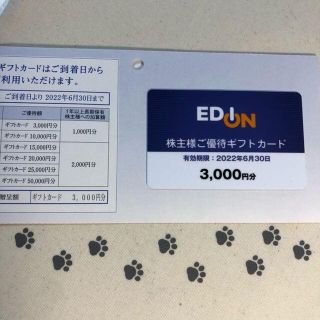 ギフトカードはご到着日から
利用いただけます。
ご到着日より 2022年6月30日まで
ご優待額 1年以上長期保有
株主様への加算額
ギフトカード 3,000円分 1,000円分
ギフトカード 10,000円分
ギフトカード 15,000円分 2,000円分
ギフトカード 20,000円分
ギフトカード 25,000円分
ギフトカード 50,000円分
贈呈額 ギフトカード 3,000円分
EDION
株主様ご優待ギフトカード
有効期限：2022年6月30日
3,000円分